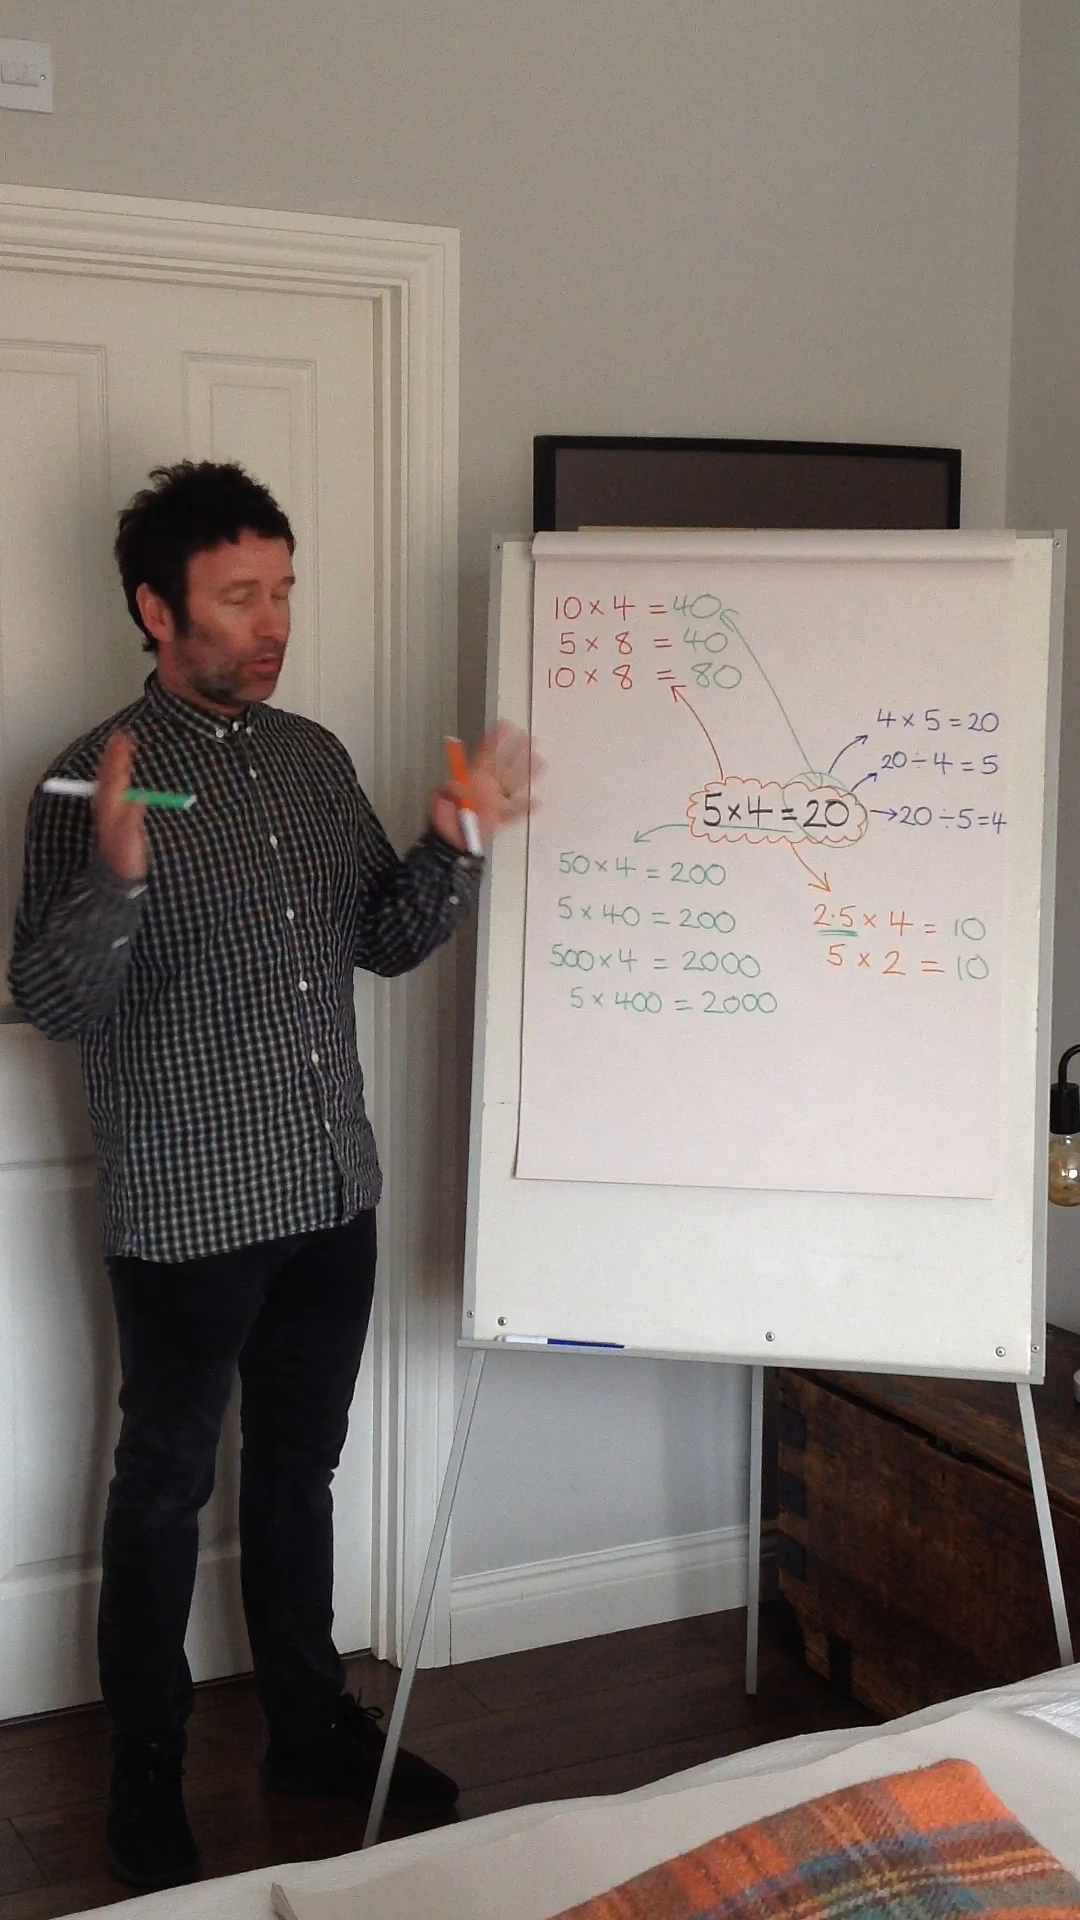 10 × 4 = 40
5 × 8 = 40
10 × 8 = 80
4 × 5 = 20
20 ÷ 4 = 5
5 × 4 = 20
20 ÷ 5 = 4
50 × 4 = 200
5 × 40 = 200
500 × 4 = 2000
5 × 400 = 2000
2·5 × 4 = 10
5 × 2 = 10